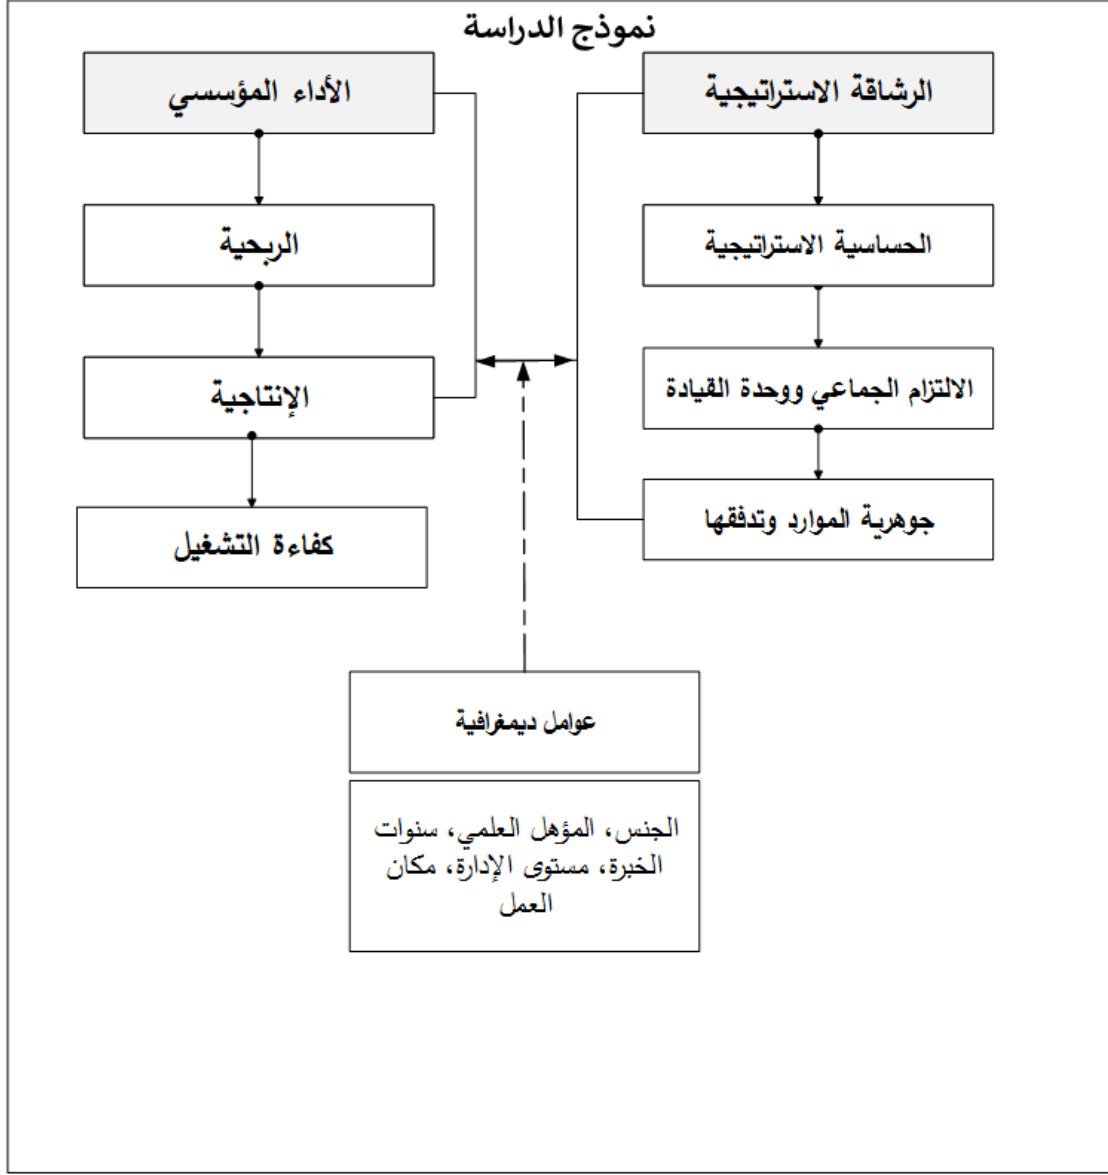 نموذج الدراسة
الرشاقة الاستراتيجية
الحساسية الاستراتيجية
الالتزام الجماعي ووحدة القيادة
جوهرية الموارد وتدفقها
الأداء المؤسسي
الربحية
الإنتاجية
كفاءة التشغيل
عوامل ديمغرافية
الجنس، المؤهل العلمي، سنوات
الخبرة، مستوى الإدارة، مكان
العمل